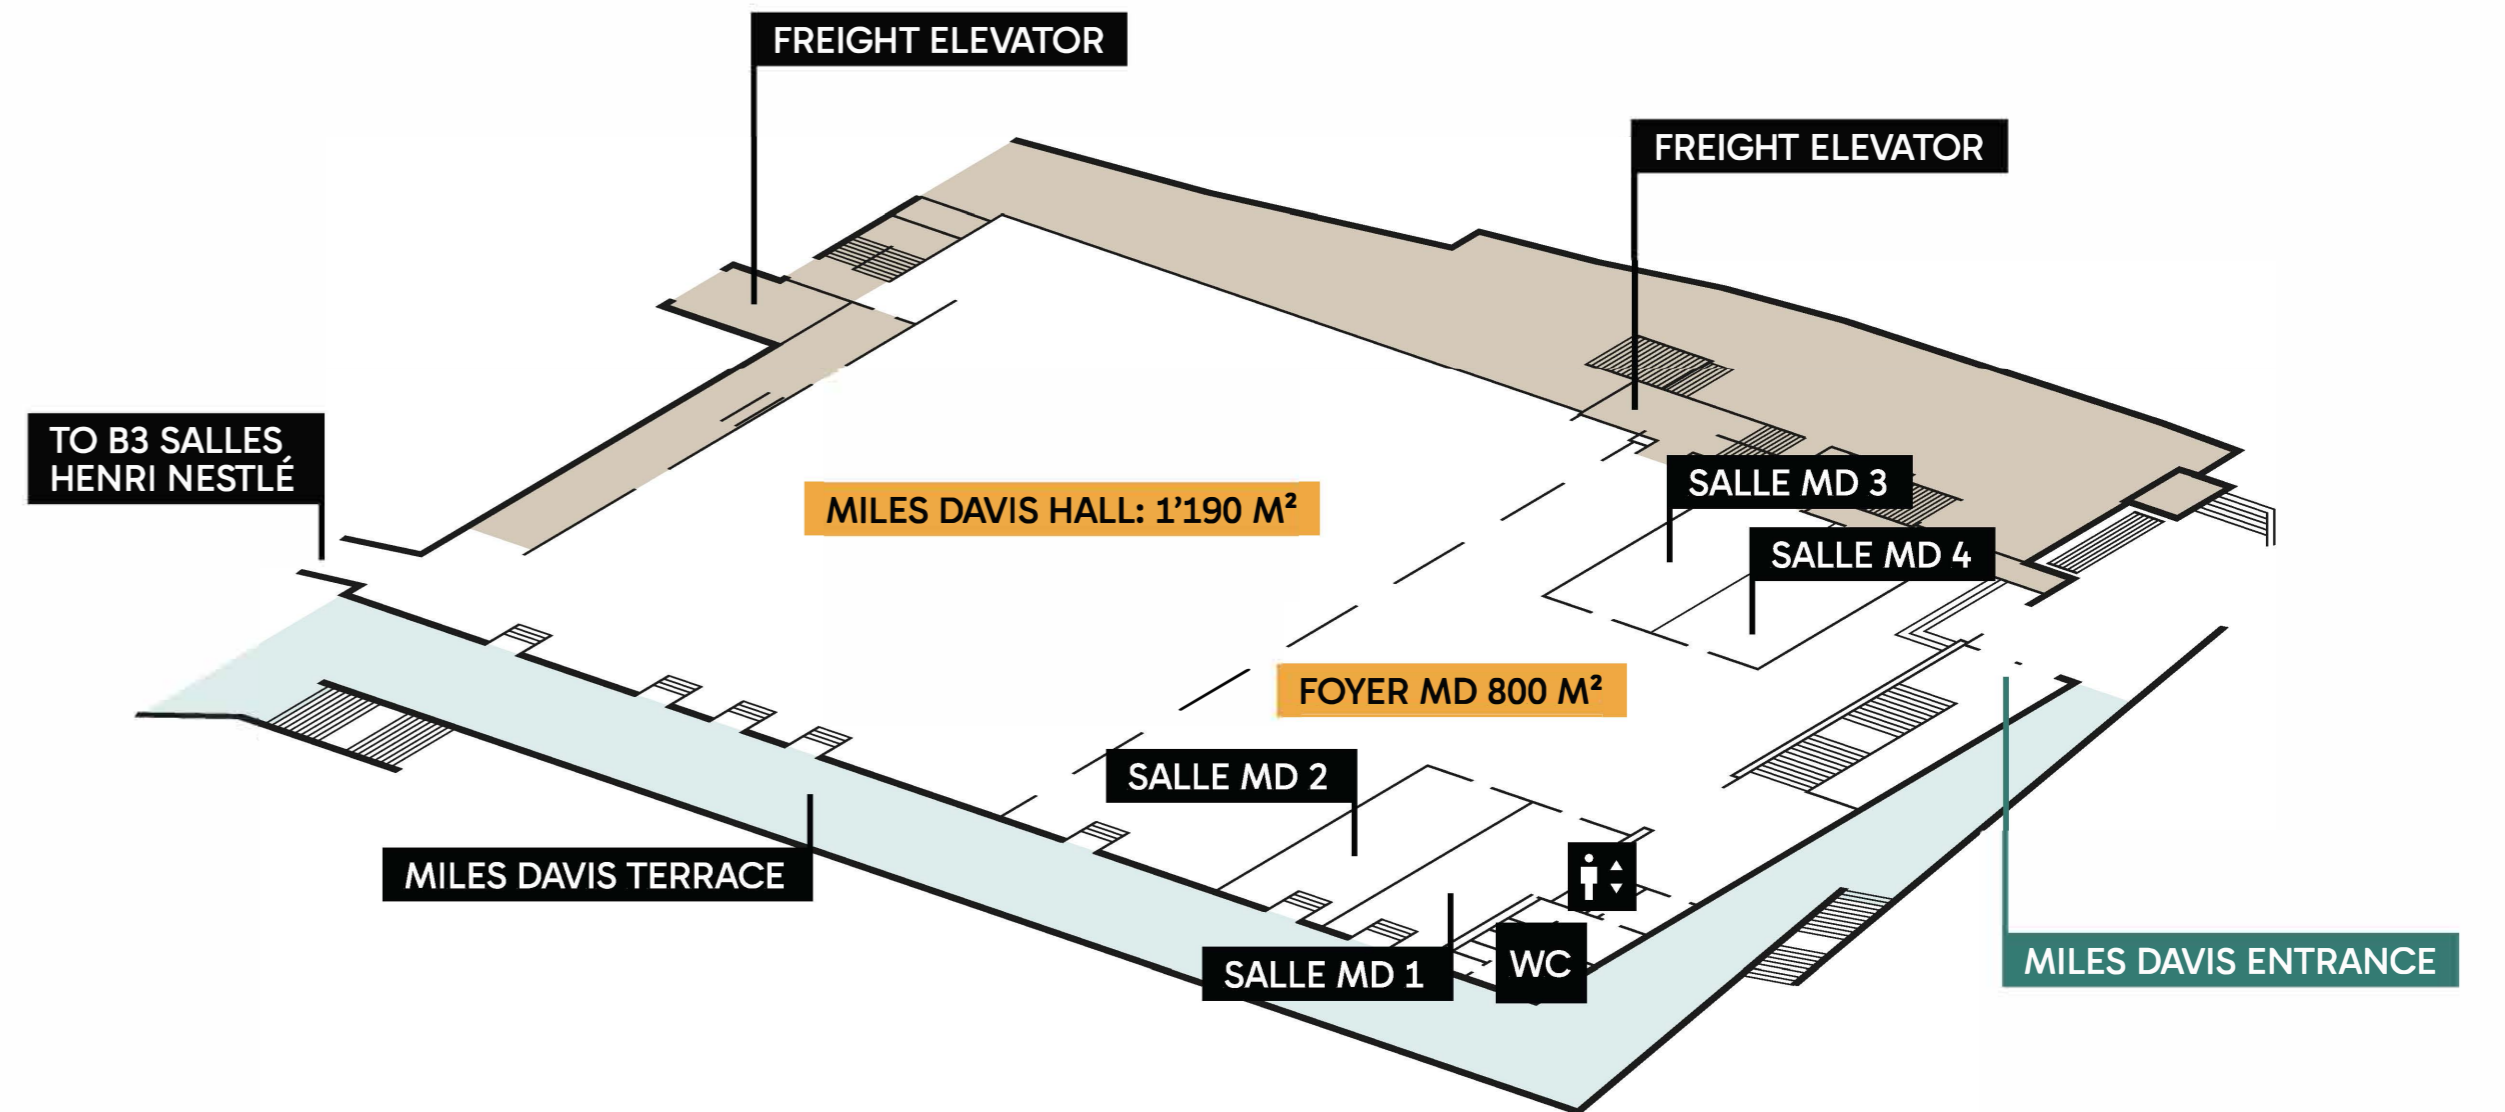 FREIGHT ELEVATOR
FREIGHT ELEVATOR
TO B3 SALLES
HENRI NESTLÉ
MILES DAVIS HALL: 1’190 M²
SALLE MD 3
SALLE MD 4
FOYER MD 800 M²
SALLE MD 2
MILES DAVIS TERRACE
SALLE MD 1
WC
MILES DAVIS ENTRANCE